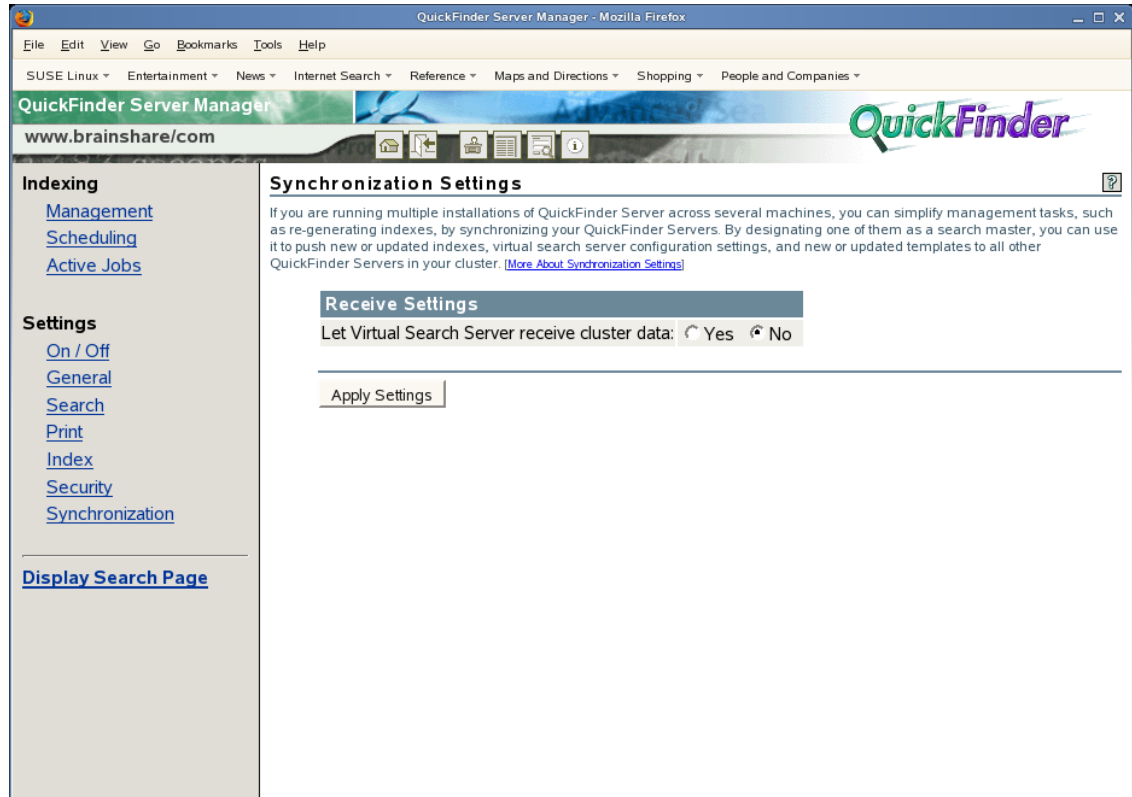 QuickFinder Server Manager - Mozilla Firefox
File Edit View Go Bookmarks Tools Help
SUSE Linux Entertainment News Internet Search Reference Maps and Directions Shopping People and Companies
QuickFinder Server Manager
www.brainshare/com
QuickFinder
Indexing
Management
Scheduling
Active Jobs
Settings
On / Off
General
Search
Print
Index
Security
Synchronization
Display Search Page
Synchronization Settings
?
If you are running multiple installations of QuickFinder Server across several machines, you can simplify management tasks, such
as re-generating indexes, by synchronizing your QuickFinder Servers. By designating one of them as a search master, you can use
it to push new or updated indexes, virtual search server configuration settings, and new or updated templates to all other
QuickFinder Servers in your cluster. [More About Synchronization Settings]
Receive Settings
Let Virtual Search Server receive cluster data: Yes No
Apply Settings